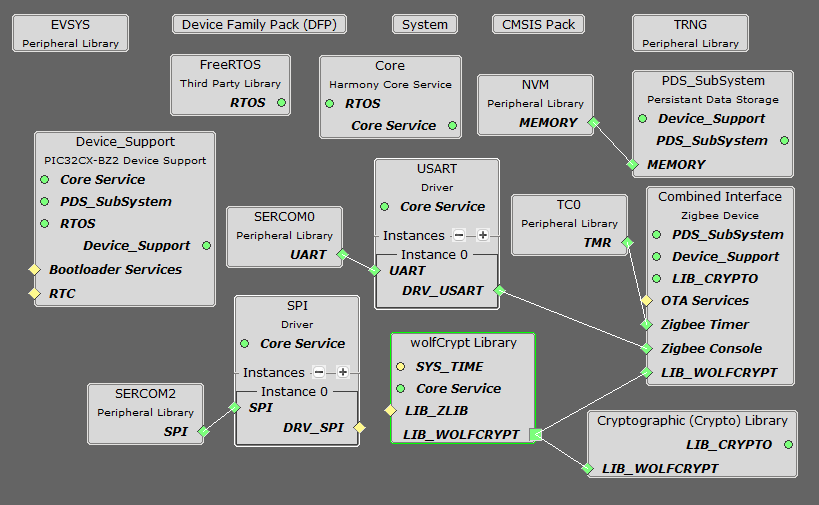 EVSYS
Peripheral Library
Device Family Pack (DFP)
System
CMSIS Pack
TRNG
Peripheral Library
FreeRTOS
Third Party Library
RTOS
Core
Harmony Core Service
RTOS
Core Service
NVM
Peripheral Library
MEMORY
PDS_SubSystem
Persistant Data Storage
Device_Support
PDS_SubSystem
MEMORY
Device_Support
PIC32CX-BZ2 Device Support
Core Service
PDS_SubSystem
RTOS
Device_Support
Bootloader Services
RTC
SERCOM0
Peripheral Library
UART
USART
Driver
Core Service
Instances
Instance 0
UART
DRV_USART
TC0
Peripheral Library
TMR
Combined Interface
Zigbee Device
PDS_SubSystem
Device_Support
LIB_CRYPTO
OTA Services
Zigbee Timer
Zigbee Console
LIB_WOLFCRYPT
SPI
Driver
Core Service
Instances
Instance 0
SPI
DRV_SPI
SERCOM2
Peripheral Library
SPI
wolfCrypt Library
SYS_TIME
Core Service
LIB_ZLIB
LIB_WOLFCRYPT
Cryptographic (Crypto) Library
LIB_CRYPTO
LIB_WOLFCRYPT